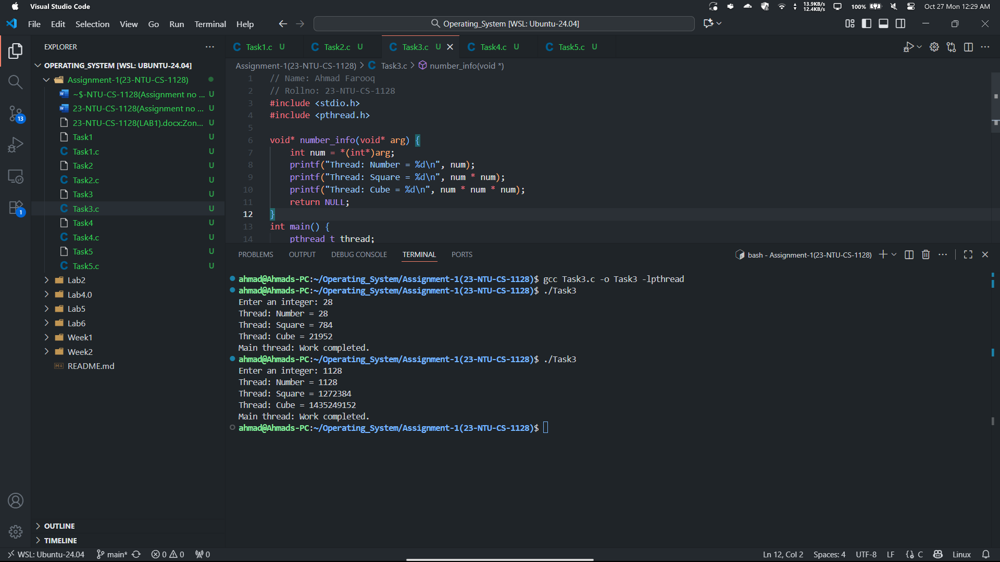 Visual Studio Code
13.9KB/s
12.4KB/s
100%
Oct 27 Mon 12:29 AM
File Edit Selection View Go Run Terminal Help
Operating_System [WSL: Ubuntu-24.04]
EXPLORER
OPERATING_SYSTEM [WSL: UBUNTU-24.04]
Assignment-1(23-NTU-CS-1128)
~$-NTU-CS-1128(Assignment no ... U
23-NTU-CS-1128(Assignment no ... U
23-NTU-CS-1128(LAB1).docx:Zon... U
Task1 U
Task1.c U
Task2 U
Task2.c U
Task3 U
Task3.c U
Task4 U
Task4.c U
Task5 U
Task5.c U
Lab2
Lab4.0
Lab5
Lab6
Week1
Week2
README.md
OUTLINE
TIMELINE
13
1
Task1.c U Task2.c U Task3.c U Task4.c U Task5.c U
Assignment-1(23-NTU-CS-1128) > C Task3.c > number_info(void *)
1 // Name: Ahmad Farooq
2 // Rollno: 23-NTU-CS-1128
3 #include <stdio.h>
4 #include <pthread.h>
5
6 void* number_info(void* arg) {
7 int num = *(int*)arg;
8 printf("Thread: Number = %d\n", num);
9 printf("Thread: Square = %d\n", num * num);
10 printf("Thread: Cube = %d\n", num * num * num);
11 return NULL;
12 }
13 int main() {
14 pthread_t thread;
PROBLEMS OUTPUT DEBUG CONSOLE TERMINAL PORTS
bash - Assignment-1(23-NTU-CS-1128)
ahmad@Ahmads-PC:~/Operating_System/Assignment-1(23-NTU-CS-1128)$ gcc Task3.c -o Task3 -lpthread
ahmad@Ahmads-PC:~/Operating_System/Assignment-1(23-NTU-CS-1128)$ ./Task3
Enter an integer: 28
Thread: Number = 28
Thread: Square = 784
Thread: Cube = 21952
Main thread: Work completed.
ahmad@Ahmads-PC:~/Operating_System/Assignment-1(23-NTU-CS-1128)$ ./Task3
Enter an integer: 1128
Thread: Number = 1128
Thread: Square = 1272384
Thread: Cube = 1435249152
Main thread: Work completed.
ahmad@Ahmads-PC:~/Operating_System/Assignment-1(23-NTU-CS-1128)$
WSL: Ubuntu-24.04 main* 0 0 0
Ln 12, Col 2 Spaces: 4 UTF-8 LF C Linux